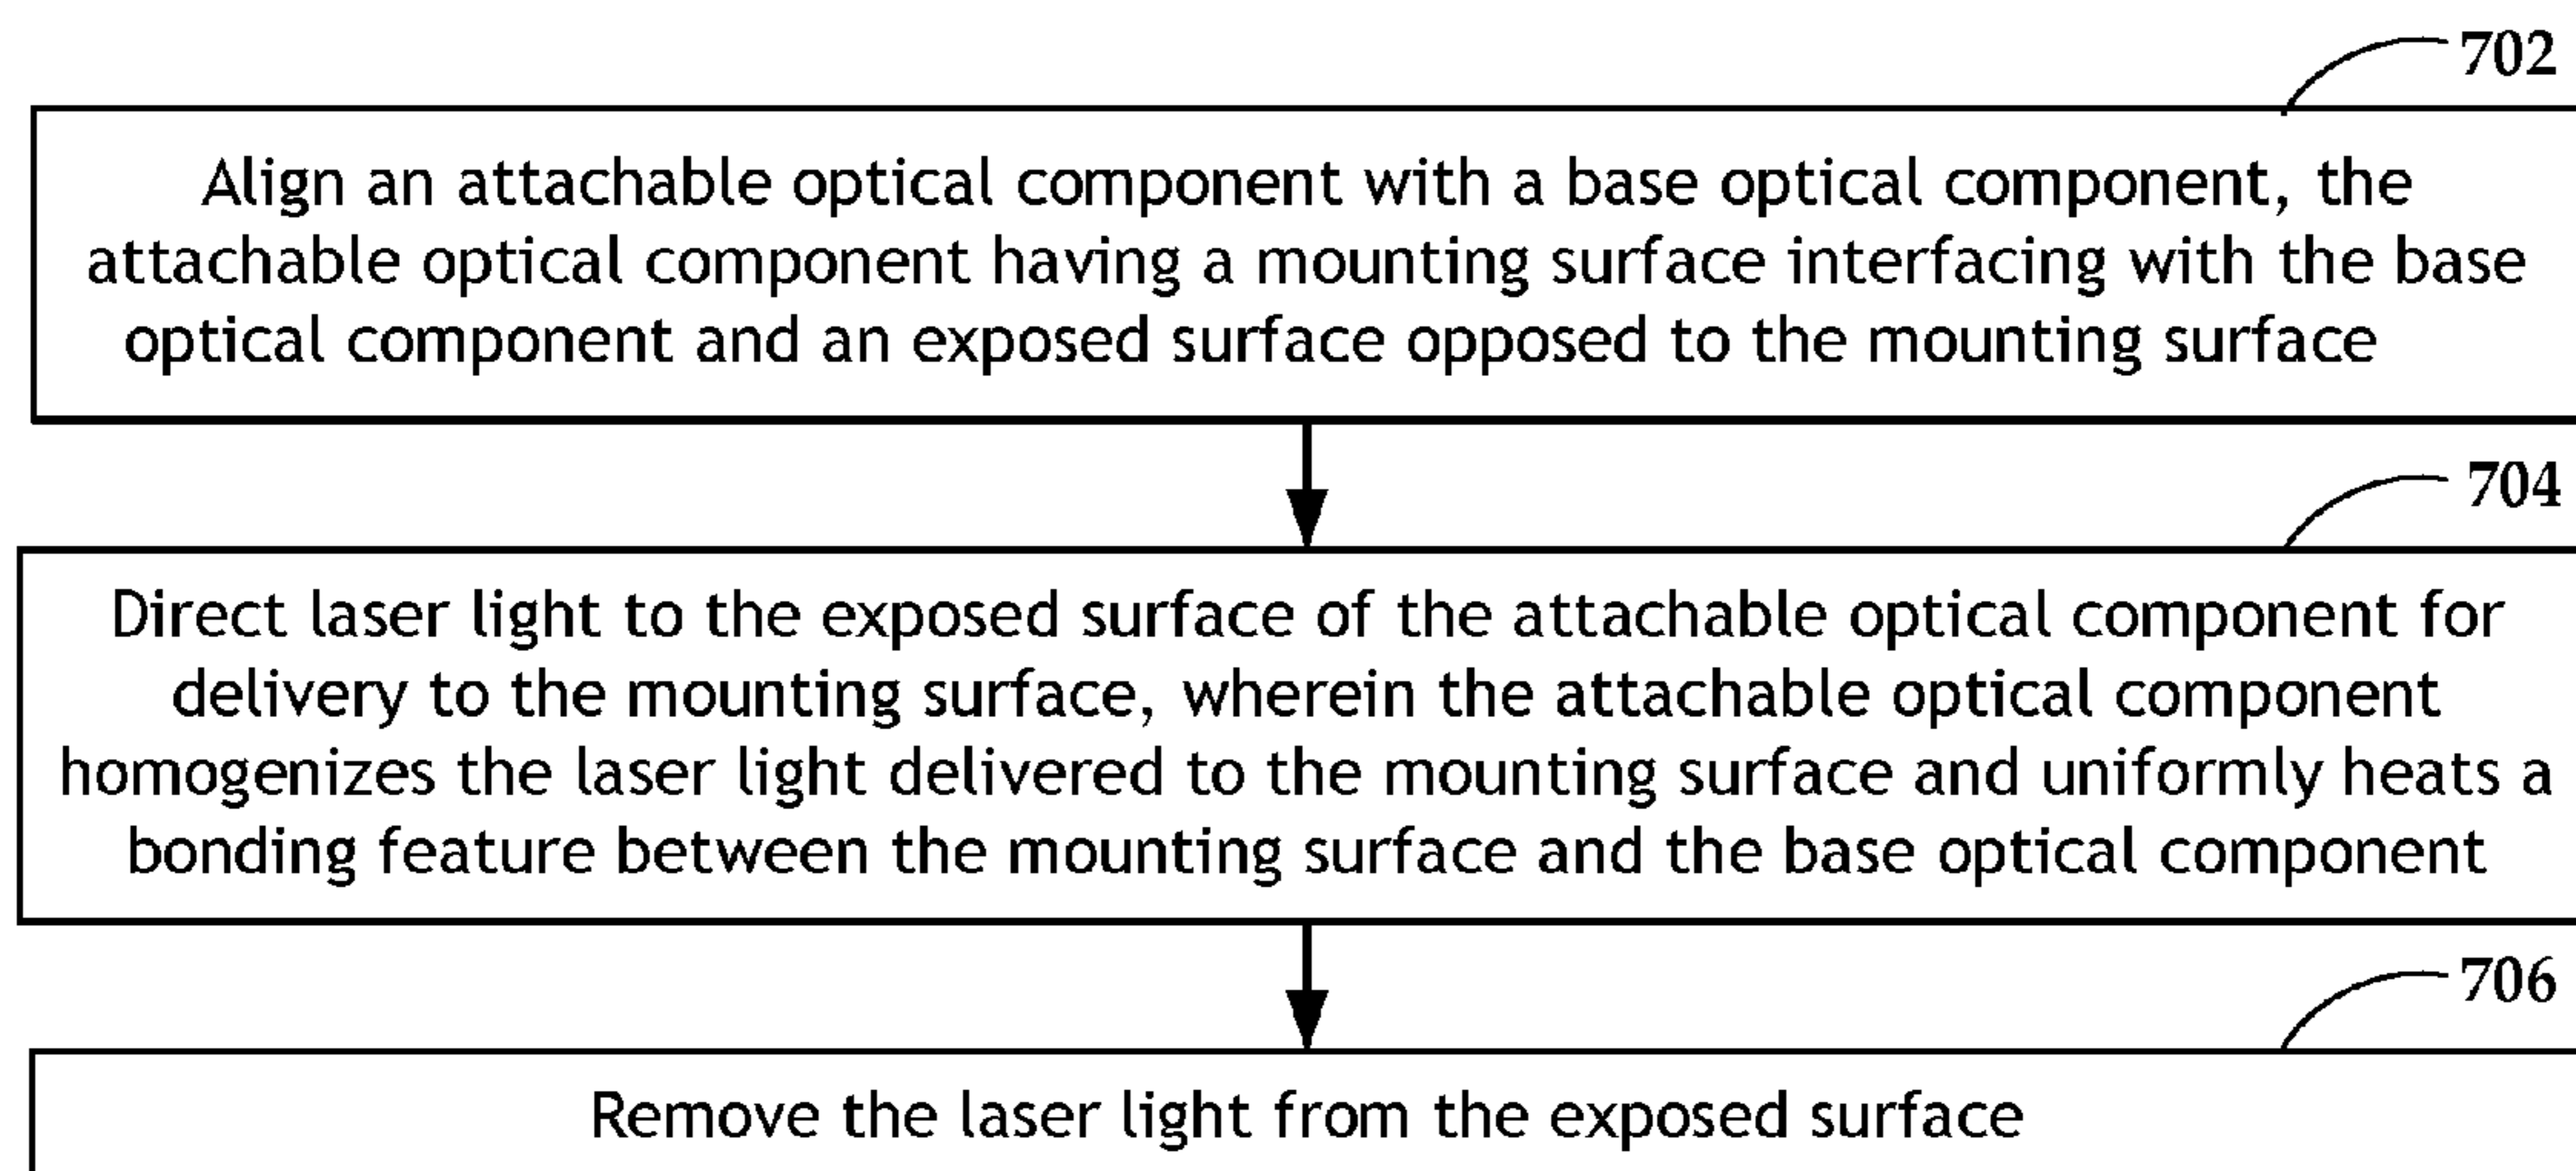 702
Align an attachable optical component with a base optical component, the
attachable optical component having a mounting surface interfacing with the base
optical component and an exposed surface opposed to the mounting surface
704
Direct laser light to the exposed surface of the attachable optical component for
delivery to the mounting surface, wherein the attachable optical component
homogenizes the laser light delivered to the mounting surface and uniformly heats a
bonding feature between the mounting surface and the base optical component
706
Remove the laser light from the exposed surface